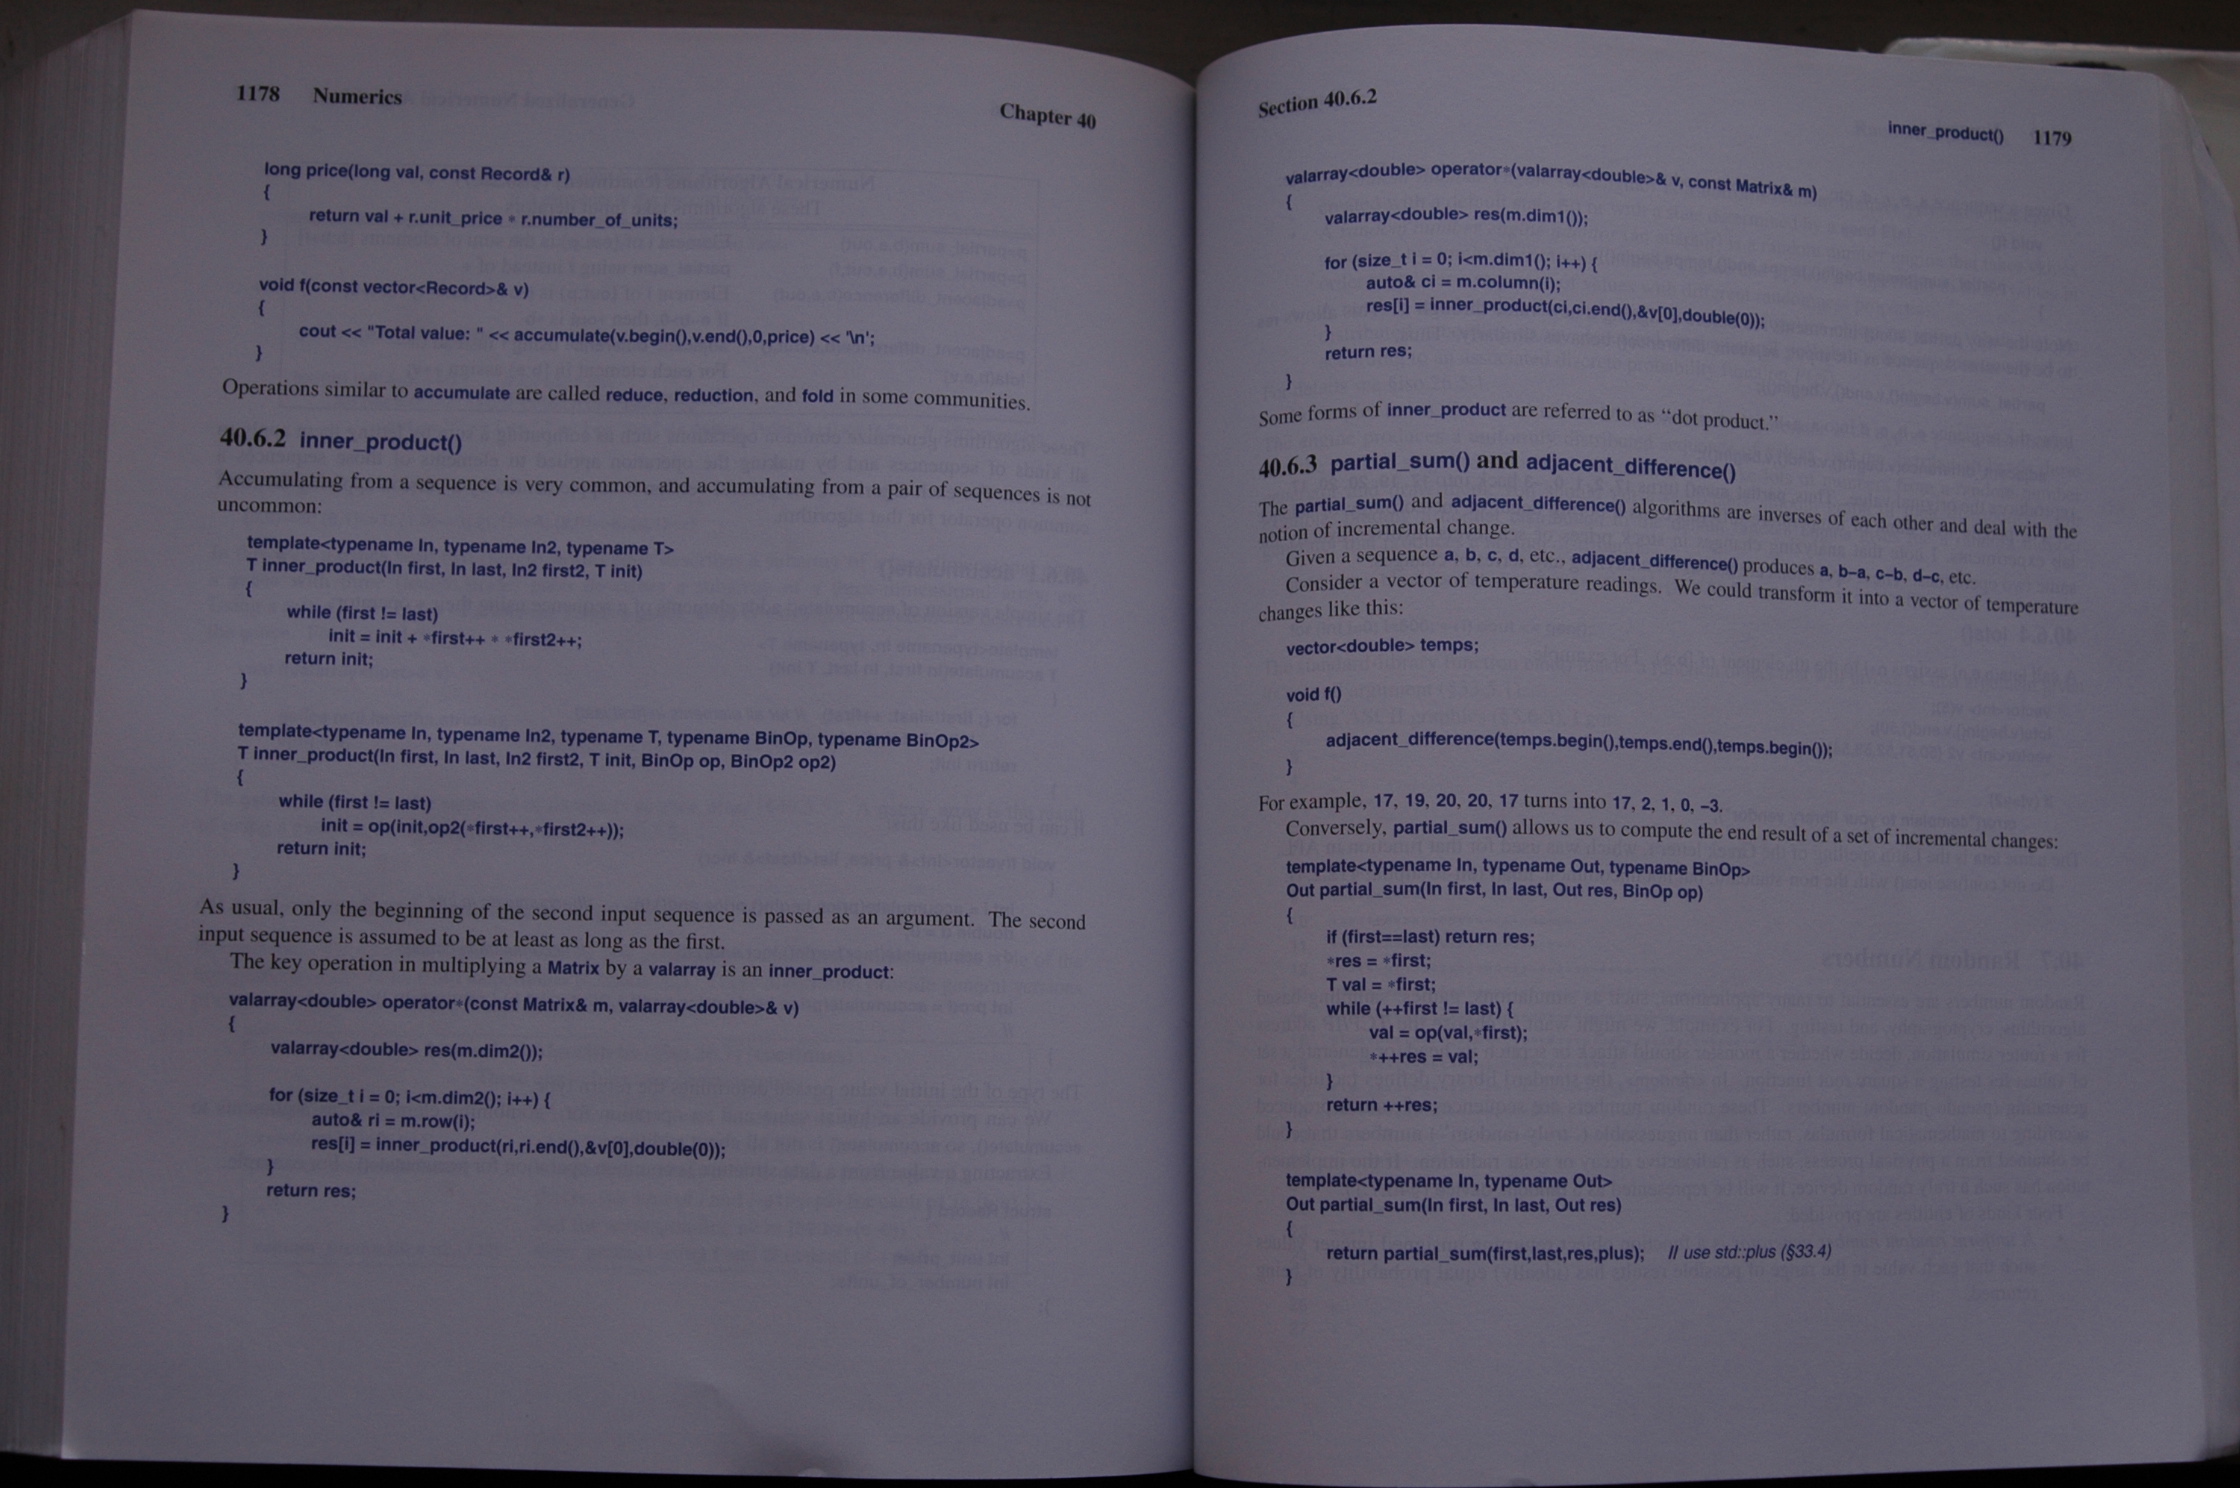 1178 Numerics Chapter 40
long price(long val, const Record& r)
{
return val + r.unit_price * r.number_of_units;
}
void f(const vector<Record>& v)
{
cout << "Total value: " << accumulate(v.begin(),v.end(),0,price) << '\n';
}
Operations similar to accumulate are called reduce, reduction, and fold in some communities.
40.6.2 inner_product()
Accumulating from a sequence is very common, and accumulating from a pair of sequences is not
uncommon:
template<typename In, typename In2, typename T>
T inner_product(In first, In last, In2 first2, T init)
{
while (first != last)
init = init + *first++ * *first2++;
return init;
}
template<typename In, typename In2, typename T, typename BinOp, typename BinOp2>
T inner_product(In first, In last, In2 first2, T init, BinOp op, BinOp2 op2)
{
while (first != last)
init = op(init,op2(*first++,*first2++));
return init;
}
As usual, only the beginning of the second input sequence is passed as an argument. The second
input sequence is assumed to be at least as long as the first.
The key operation in multiplying a Matrix by a valarray is an inner_product:
valarray<double> operator*(const Matrix& m, valarray<double>& v)
{
valarray<double> res(m.dim2());
for (size_t i = 0; i<m.dim2(); i++) {
auto& ri = m.row(i);
res[i] = inner_product(ri,ri.end(),&v[0],double(0));
}
return res;
}
Section 40.6.2 inner_product() 1179
valarray<double> operator*(valarray<double>& v, const Matrix& m)
{
valarray<double> res(m.dim1());
for (size_t i = 0; i<m.dim1(); i++) {
auto& ci = m.column(i);
res[i] = inner_product(ci,ci.end(),&v[0],double(0));
}
return res;
}
Some forms of inner_product are referred to as “dot product.”
40.6.3 partial_sum() and adjacent_difference()
The partial_sum() and adjacent_difference() algorithms are inverses of each other and deal with the
notion of incremental change.
Given a sequence a, b, c, d, etc., adjacent_difference() produces a, b–a, c–b, d–c, etc.
Consider a vector of temperature readings. We could transform it into a vector of temperature
changes like this:
vector<double> temps;
void f()
{
adjacent_difference(temps.begin(),temps.end(),temps.begin());
}
For example, 17, 19, 20, 20, 17 turns into 17, 2, 1, 0, –3.
Conversely, partial_sum() allows us to compute the end result of a set of incremental changes:
template<typename In, typename Out, typename BinOp>
Out partial_sum(In first, In last, Out res, BinOp op)
{
if (first==last) return res;
*res = *first;
T val = *first;
while (++first != last) {
val = op(val,*first);
*++res = val;
}
return ++res;
}
template<typename In, typename Out>
Out partial_sum(In first, In last, Out res)
{
return partial_sum(first,last,res,plus); // use std::plus (§33.4)
}